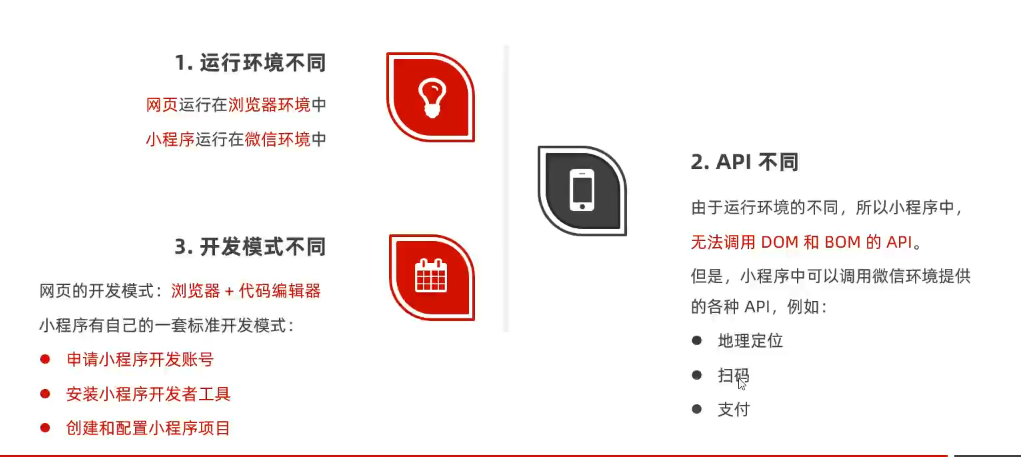 1. 运行环境不同
网页运行在浏览器环境中
小程序运行在微信环境中
2. API 不同
由于运行环境的不同，所以小程序中，
无法调用 DOM 和 BOM 的 API。
但是，小程序中可以调用微信环境提供
的各种 API，例如：
● 地理定位
● 扫码
● 支付
3. 开发模式不同
网页的开发模式：浏览器 + 代码编辑器
小程序有自己的一套标准开发模式：
● 申请小程序开发账号
● 安装小程序开发者工具
● 创建和配置小程序项目